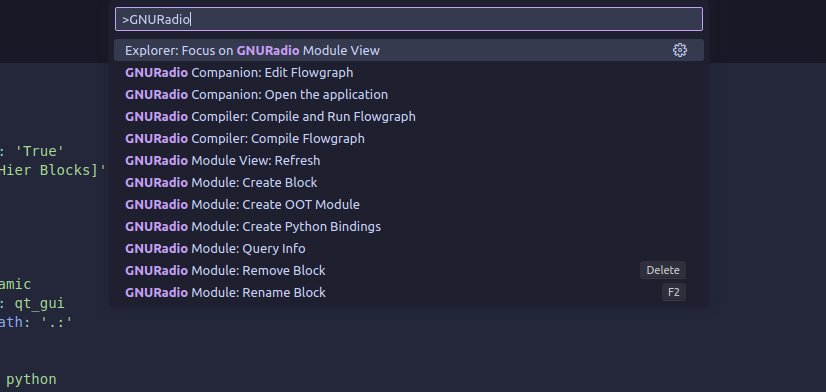 >GNURadio
Explorer: Focus on GNURadio Module View
GNURadio Companion: Edit Flowgraph
GNURadio Companion: Open the application
GNURadio Compiler: Compile and Run Flowgraph
GNURadio Compiler: Compile Flowgraph
GNURadio Module View: Refresh
GNURadio Module: Create Block
GNURadio Module: Create OOT Module
GNURadio Module: Create Python Bindings
GNURadio Module: Query Info
GNURadio Module: Remove Block Delete
GNURadio Module: Rename Block F2
: 'True'
Hier Blocks]'
amic
: qt_gui
ath: '.:'
python